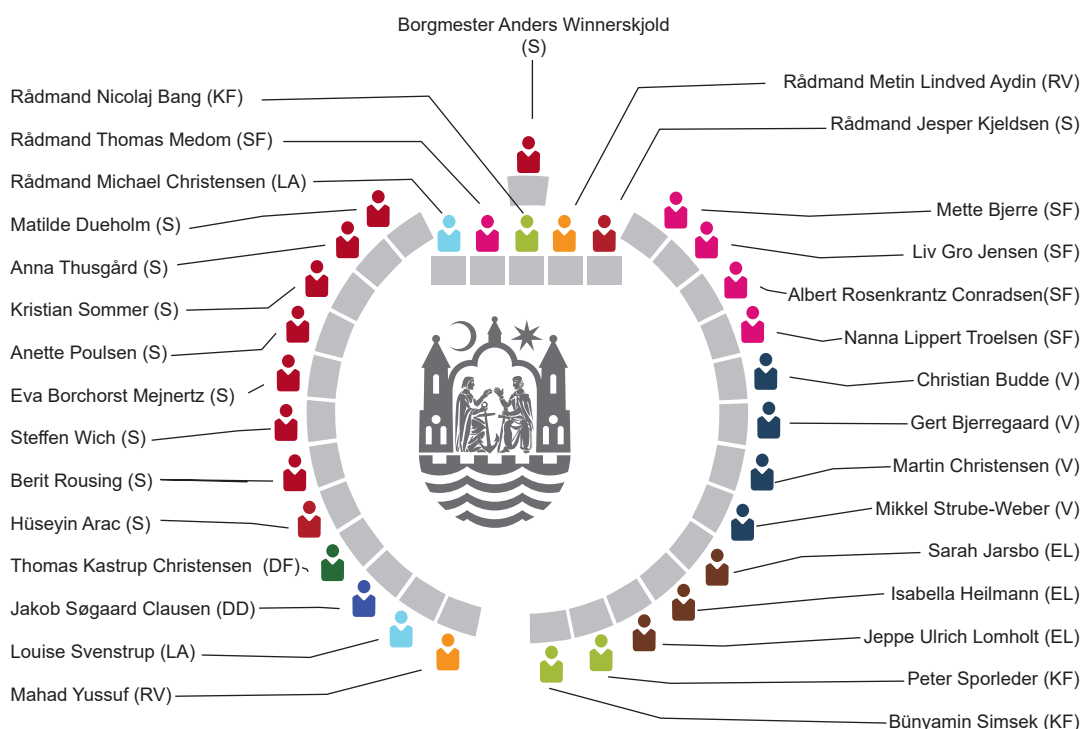 Borgmester Anders Winnerskjold
(S)
Rådmand Nicolaj Bang (KF)
Rådmand Thomas Medom (SF)
Rådmand Michael Christensen (LA)
Matilde Dueholm (S)
Anna Thusgård (S)
Kristian Sommer (S)
Anette Poulsen (S)
Eva Borchorst Mejnertz (S)
Steffen Wich (S)
Berit Rousing (S)
Hüseyin Arac (S)
Thomas Kastrup Christensen (DF)
Jakob Søgaard Clausen (DD)
Louise Svenstrup (LA)
Mahad Yussuf (RV)
Rådmand Metin Lindved Aydin (RV)
Rådmand Jesper Kjeldsen (S)
Mette Bjerre (SF)
Liv Gro Jensen (SF)
Albert Rosenkrantz Conradsen(SF)
Nanna Lippert Troelsen (SF)
Christian Budde (V)
Gert Bjerregaard (V)
Martin Christensen (V)
Mikkel Strube-Weber (V)
Sarah Jarsbo (EL)
Isabella Heilmann (EL)
Jeppe Ulrich Lomholt (EL)
Peter Sporleder (KF)
Bünyamin Simsek (KF)